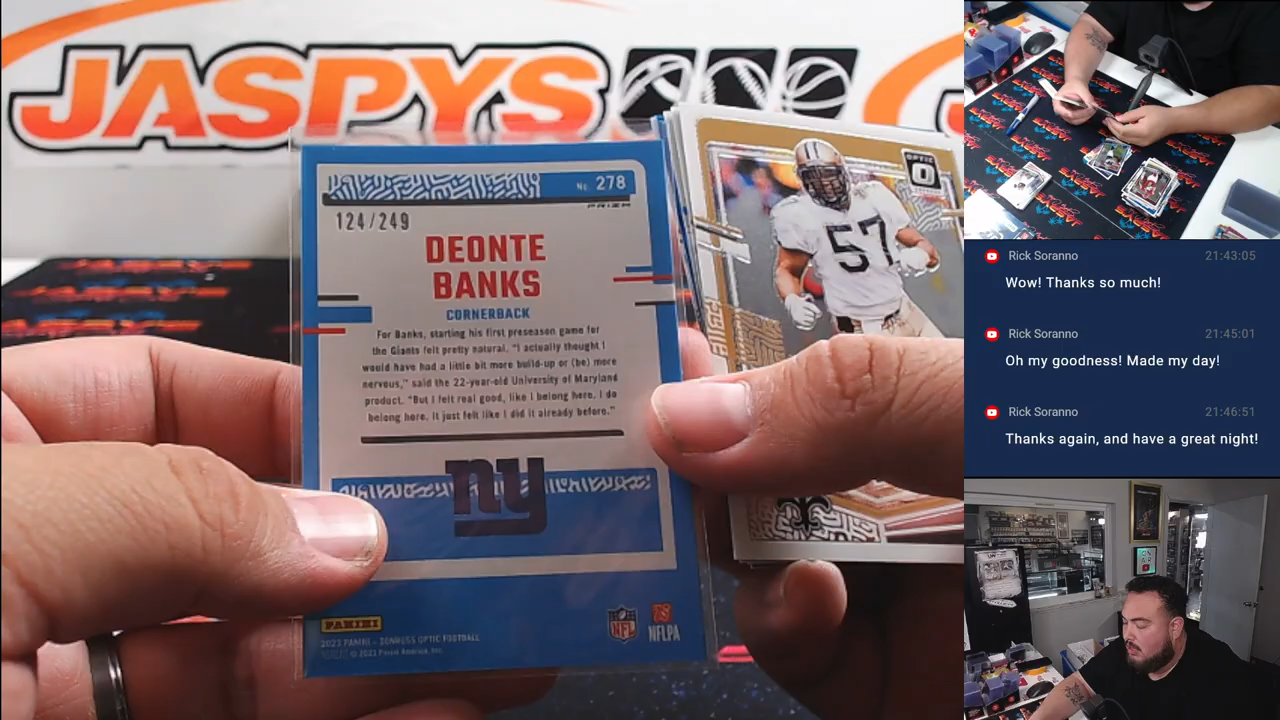 JASPYS
No. 278
PRIZM
124/249
DEONTE
BANKS
CORNERBACK
For Banks, starting his first preseason game for
the Giants felt pretty natural. "I actually thought I
would have had a little bit more build-up or (be) more
nervous," said the 22-year-old University of Maryland
product. "But I felt real good, like I belong here. I do
belong here. It just felt like I did it already before."
ny
PANINI
2023 PANINI – DONRUSS OPTIC FOOTBALL
© 2023 Panini America, Inc.
NFL
NFLPA
OPTIC
57
Rick Soranno 21:43:05
Wow! Thanks so much!
Rick Soranno 21:45:01
Oh my goodness! Made my day!
Rick Soranno 21:46:51
Thanks again, and have a great night!